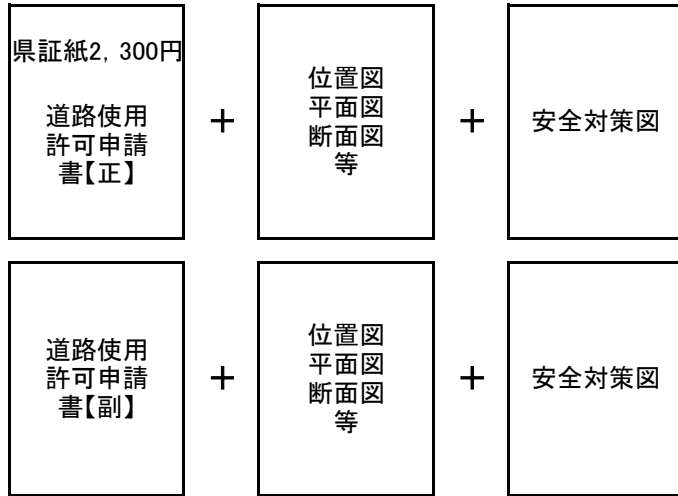 県証紙2，300円
道路使用
許可申請
書【正】
＋
位置図
平面図
断面図
等
＋
安全対策図
道路使用
許可申請
書【副】
＋
位置図
平面図
断面図
等
＋
安全対策図